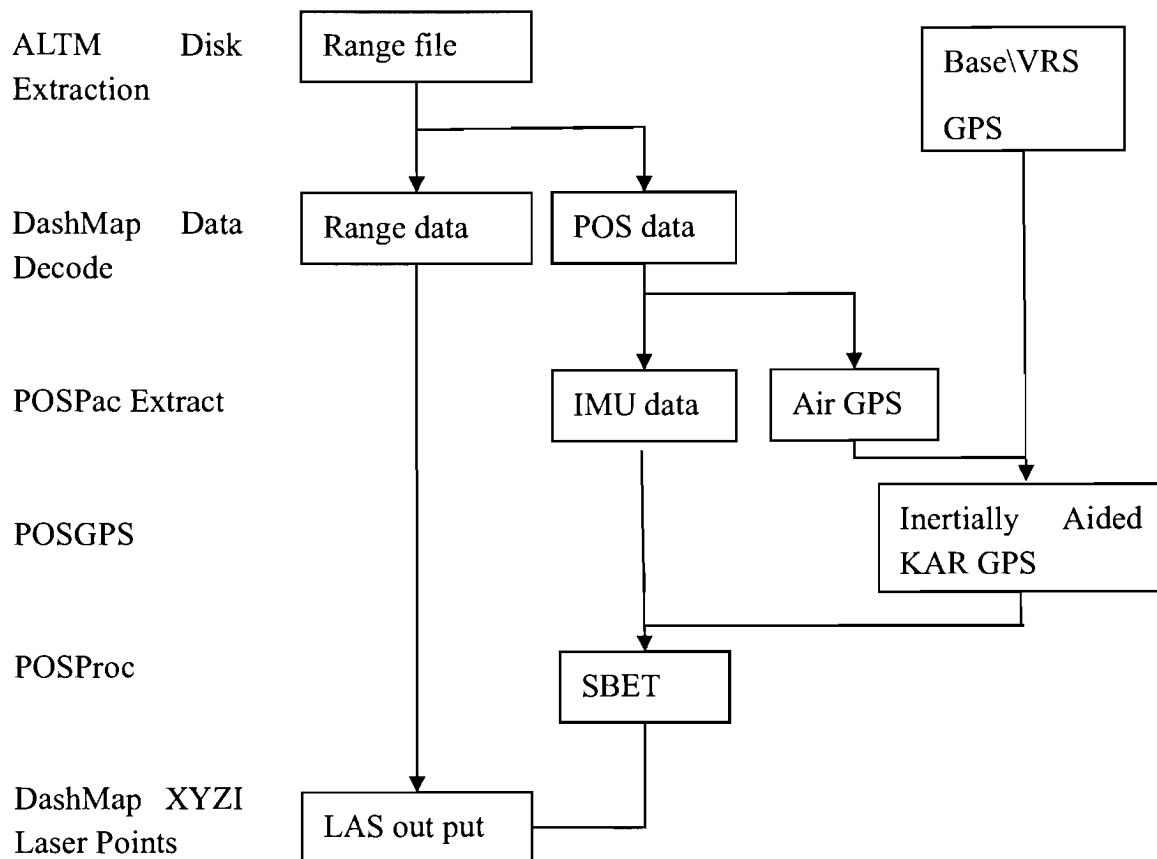 ALTM Disk
Extraction
Range file
Base\VRS
GPS
DashMap Data
Decode
Range data
POS data
POSPac Extract
IMU data
Air GPS
POSGPS
Inertially Aided
KAR GPS
POSProc
SBET
DashMap XYZI
Laser Points
LAS out put